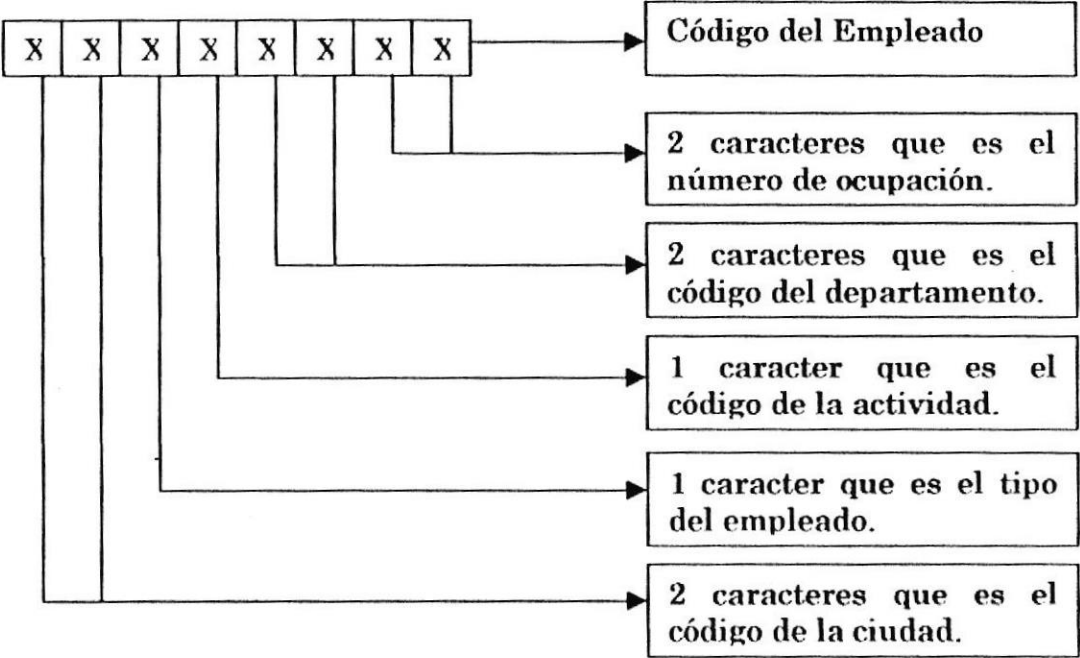 X X X X X X X X
Código del Empleado
2 caracteres que es el
número de ocupación.
2 caracteres que es el
código del departamento.
1 caracter que es el
código de la actividad.
1 caracter que es el tipo
del empleado.
2 caracteres que es el
código de la ciudad.